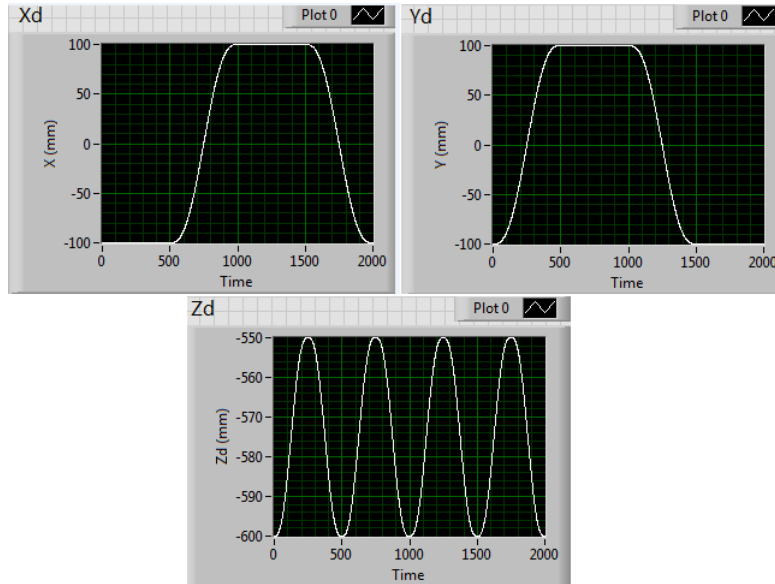 Xd Plot 0
100
50
0
-50
-100
X (mm)
0 500 1000 1500 2000
Time
Yd Plot 0
100
50
0
-50
-100
Y (mm)
0 500 1000 1500 2000
Time
Zd Plot 0
-550
-560
-570
-580
-590
-600
Zd (mm)
0 500 1000 1500 2000
Time